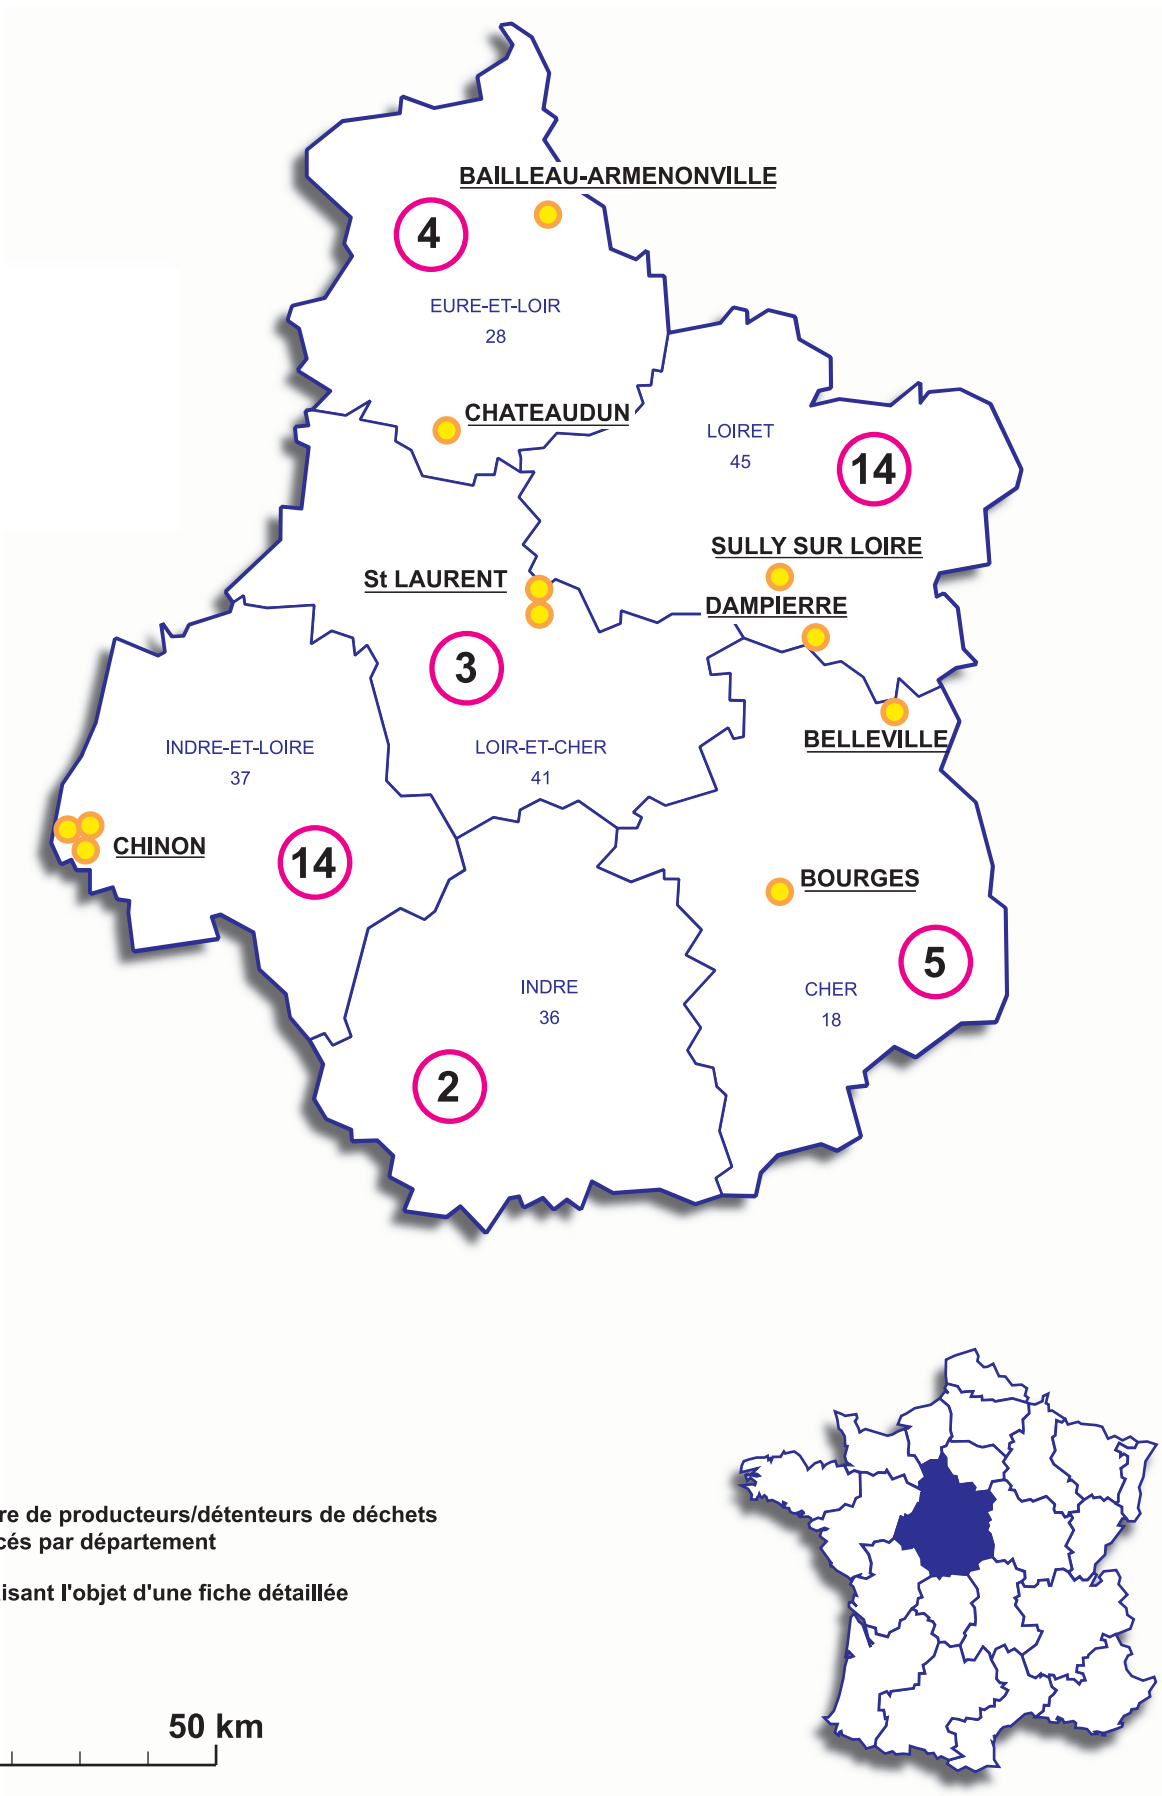 BAILLEAU-ARMENONVILLE
4
EURE-ET-LOIR
28
CHATEAUDUN
LOIRET
45
14
SULLY SUR LOIRE
St LAURENT
DAMPIERRE
3
BELLEVILLE
INDRE-ET-LOIRE
37
LOIR-ET-CHER
41
CHINON
14
BOURGES
5
INDRE
36
CHER
18
2
re de producteurs/détenteurs de déchets
cés par département
isant l'objet d'une fiche détaillée
50 km